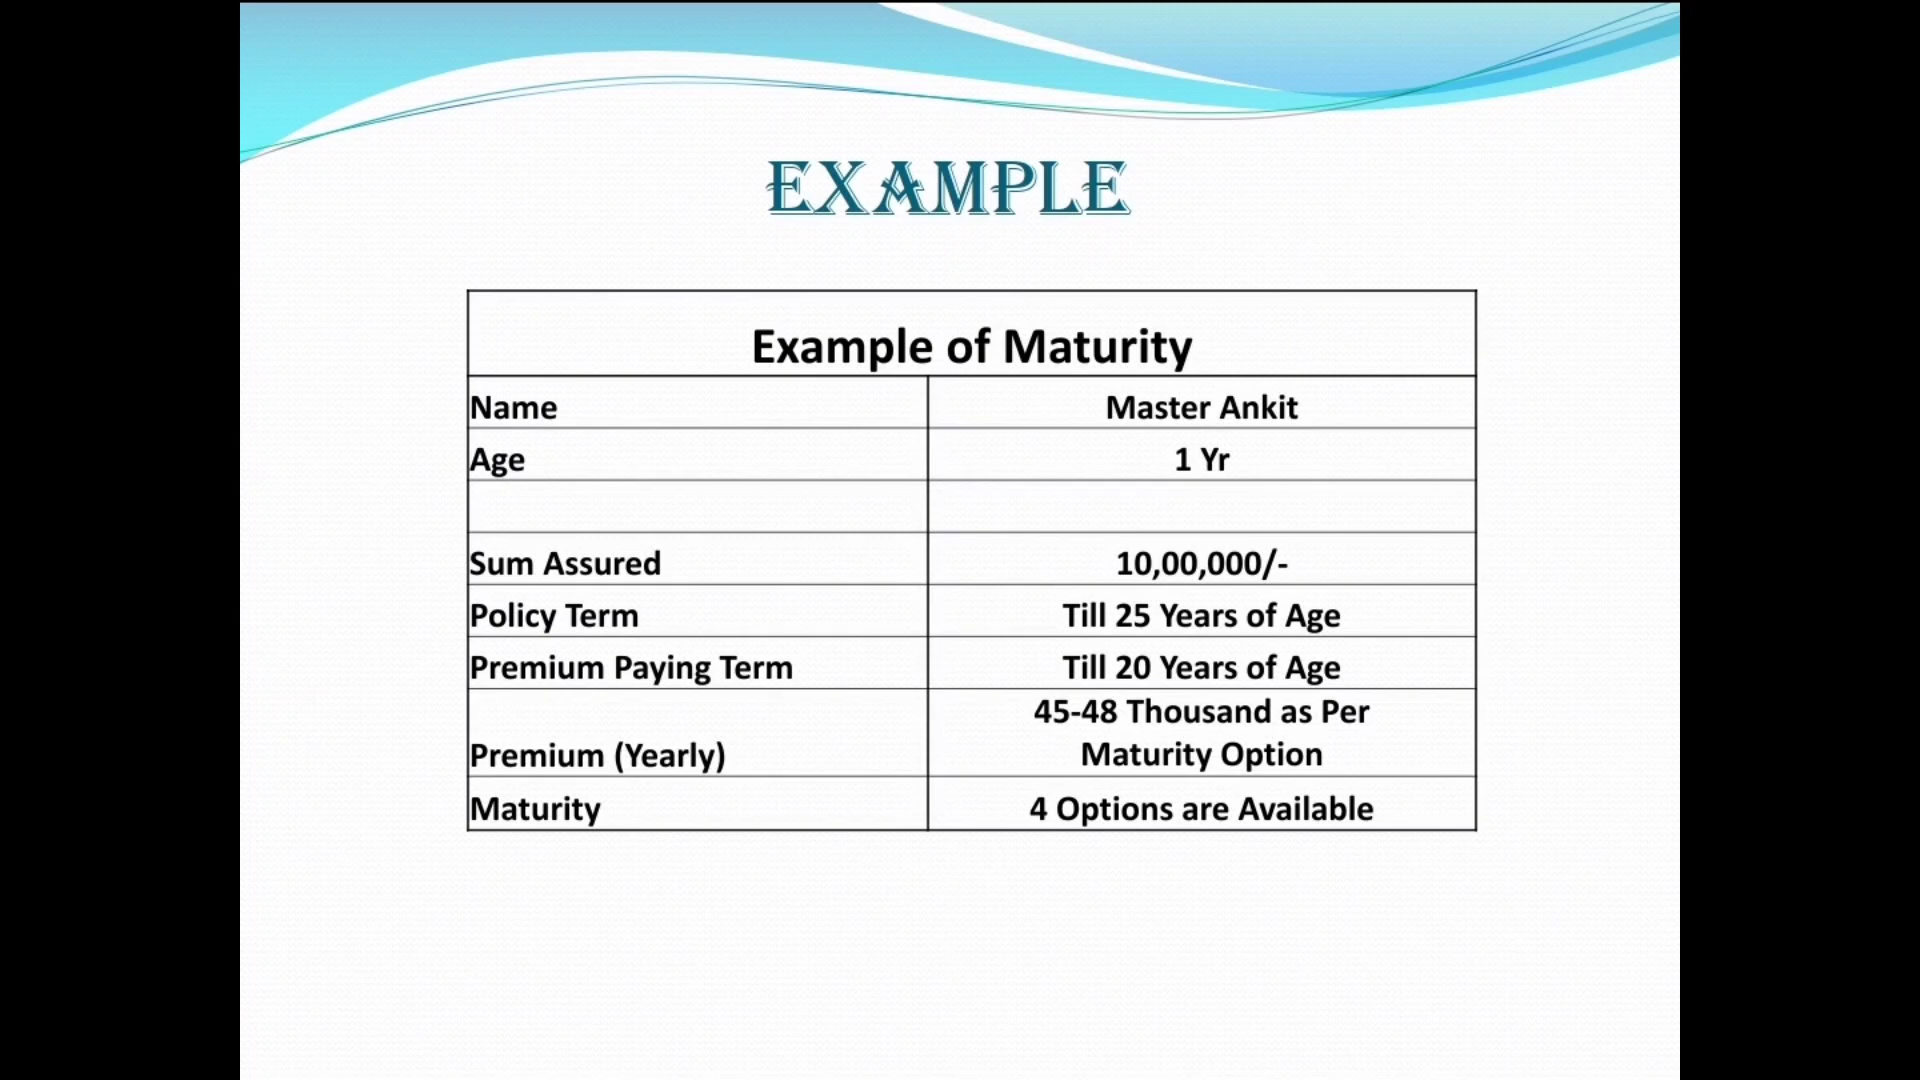 EXAMPLE
Example of Maturity
Name
Master Ankit
Age
1 Yr
Sum Assured
10,00,000/-
Policy Term
Till 25 Years of Age
Premium Paying Term
Till 20 Years of Age
Premium (Yearly)
45-48 Thousand as Per
Maturity Option
Maturity
4 Options are Available